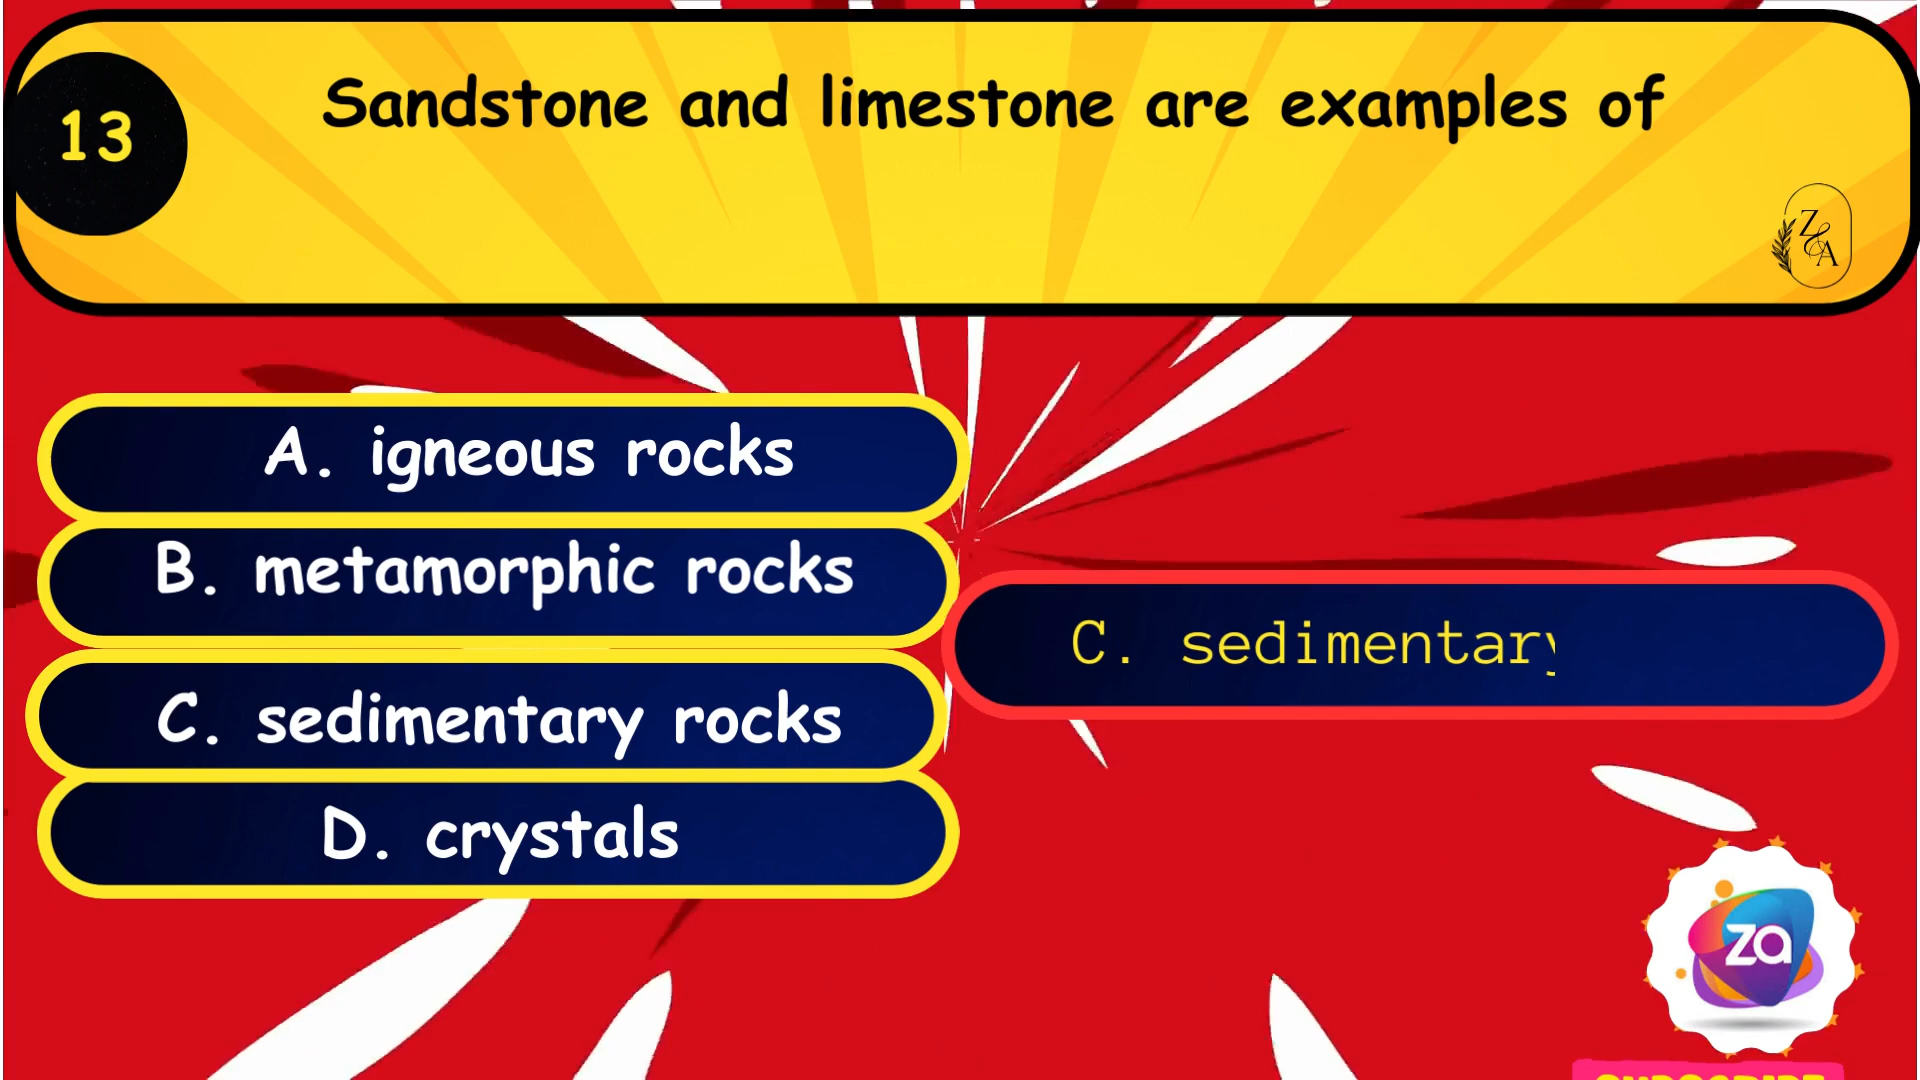 13
Sandstone and limestone are examples of
Z&A
A. igneous rocks
B. metamorphic rocks
C. sedimentary rocks
D. crystals
C. sedimentary
za